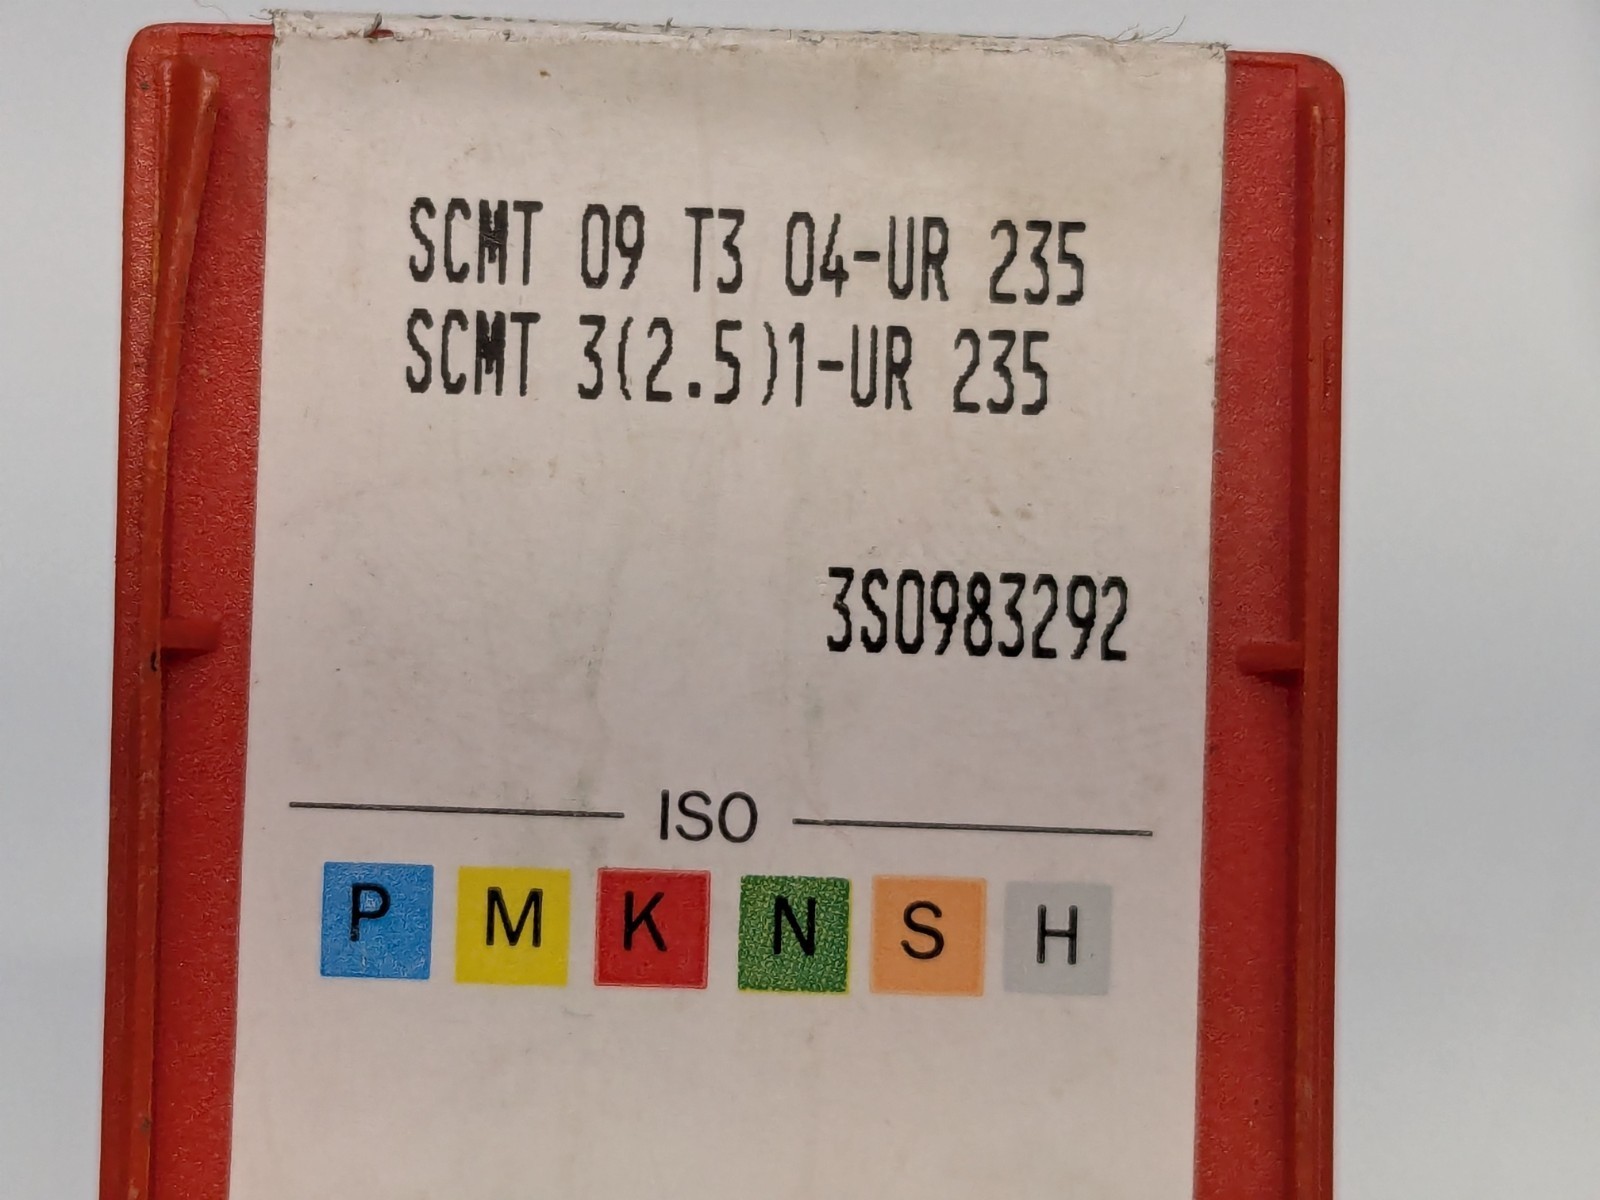 SCMT 09 T3 04-UR 235
SCMT 3(2.5)1-UR 235
3S0983292
ISO
P M K N S H